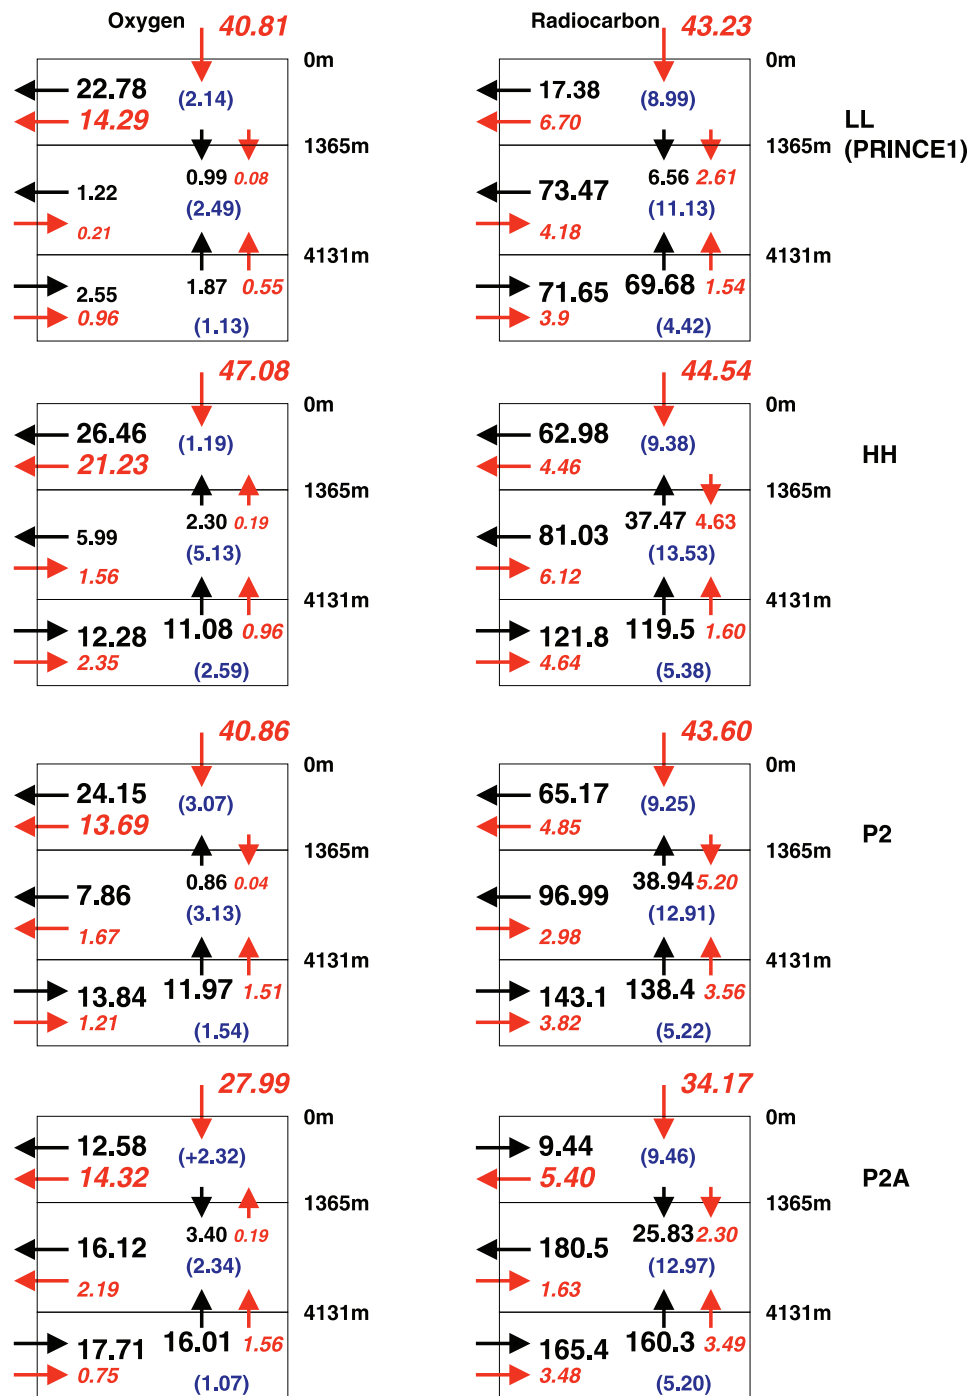 Oxygen 40.81 Radiocarbon 43.23
0m 0m
22.78 (2.14) 17.38 (8.99)
14.29 6.70
LL
(PRINCE1)
1365m 1365m
0.99 0.08 6.56 2.61
1.22 (2.49) 73.47 (11.13)
0.21 4.18
4131m 4131m
2.55 1.87 0.55 71.65 69.68 1.54
0.96 (1.13) 3.9 (4.42)
47.08 44.54
0m 0m
26.46 (1.19) 62.98 (9.38)
21.23 4.46
HH
1365m 1365m
2.30 0.19 37.47 4.63
5.99 (5.13) 81.03 (13.53)
1.56 6.12
4131m 4131m
12.28 11.08 0.96 121.8 119.5 1.60
2.35 (2.59) 4.64 (5.38)
40.86 43.60
0m 0m
24.15 (3.07) 65.17 (9.25)
13.69 4.85
P2
1365m 1365m
0.86 0.04 38.94 5.20
7.86 (3.13) 96.99 (12.91)
1.67 2.98
4131m 4131m
13.84 11.97 1.51 143.1 138.4 3.56
1.21 (1.54) 3.82 (5.22)
27.99 34.17
0m 0m
12.58 (+2.32) 9.44 (9.46)
14.32 5.40
P2A
1365m 1365m
3.40 0.19 25.83 2.30
16.12 (2.34) 180.5 (12.97)
2.19 1.63
4131m 4131m
17.71 16.01 1.56 165.4 160.3 3.49
0.75 (1.07) 3.48 (5.20)